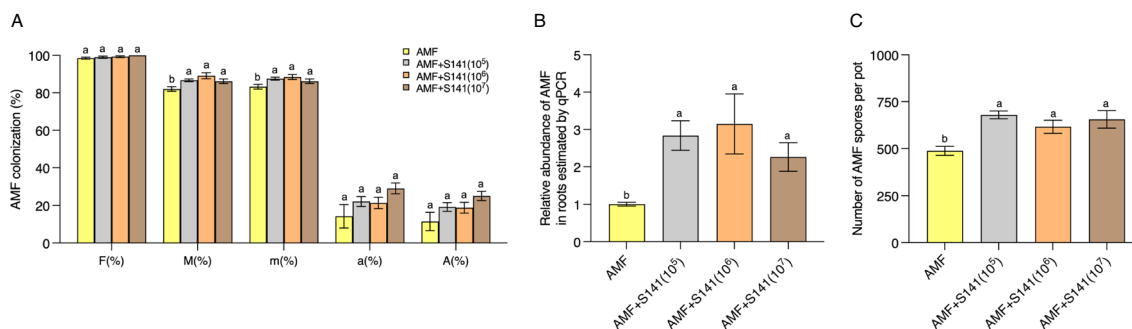 A
AMF colonization (%)
100
80
60
40
20
0
a a a a
b a a a
b a a a
a a a a
a a a a
AMF
AMF+S141(10⁵)
AMF+S141(10⁶)
AMF+S141(10⁷)
F(%) M(%) m(%) a(%) A(%)
B
Relative abundance of AMF
in roots estimated by qPCR
5
4
3
2
1
0
b a a a
AMF
AMF+S141(10⁵)
AMF+S141(10⁶)
AMF+S141(10⁷)
C
Number of AMF spores per pot
1000
750
500
250
0
b a a a
AMF
AMF+S141(10⁵)
AMF+S141(10⁶)
AMF+S141(10⁷)